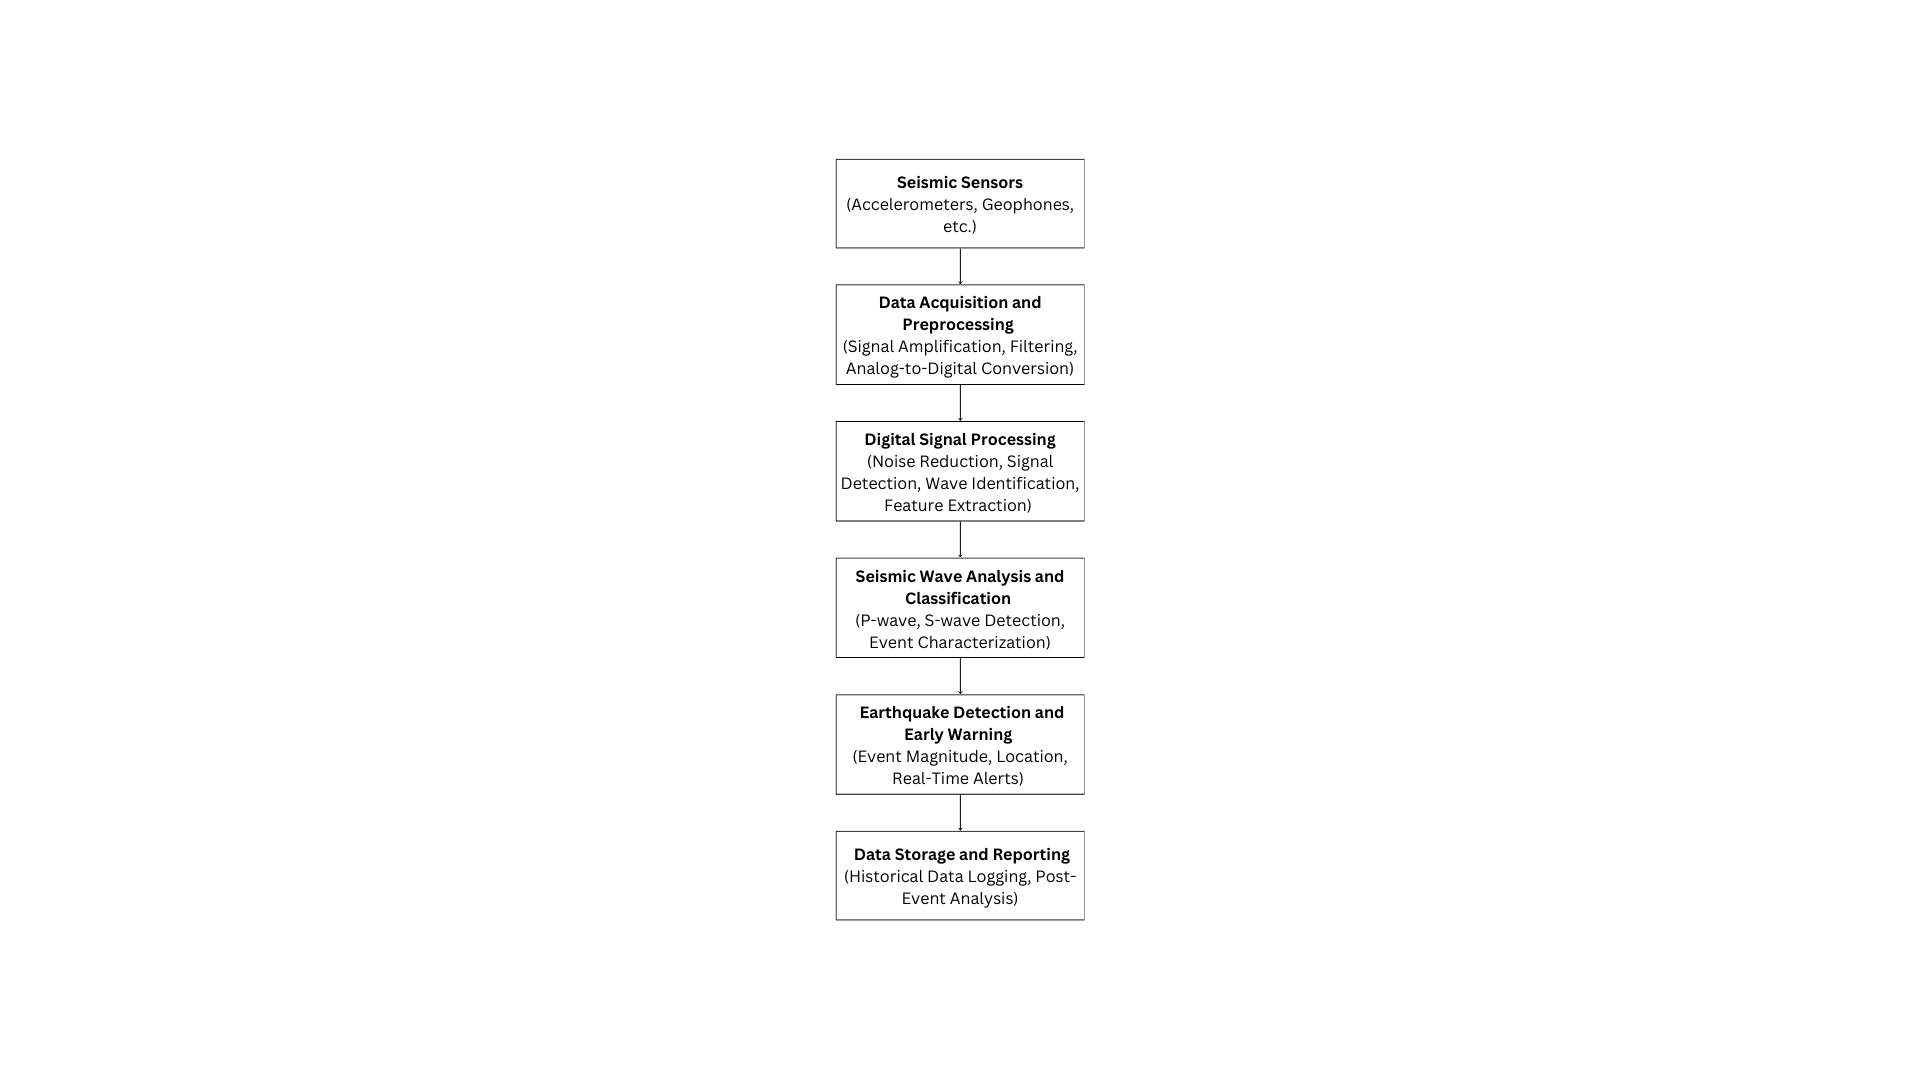 Seismic Sensors
(Accelerometers, Geophones,
etc.)
Data Acquisition and
Preprocessing
(Signal Amplification, Filtering,
Analog-to-Digital Conversion)
Digital Signal Processing
(Noise Reduction, Signal
Detection, Wave Identification,
Feature Extraction)
Seismic Wave Analysis and
Classification
(P-wave, S-wave Detection,
Event Characterization)
Earthquake Detection and
Early Warning
(Event Magnitude, Location,
Real-Time Alerts)
Data Storage and Reporting
(Historical Data Logging, Post-
Event Analysis)